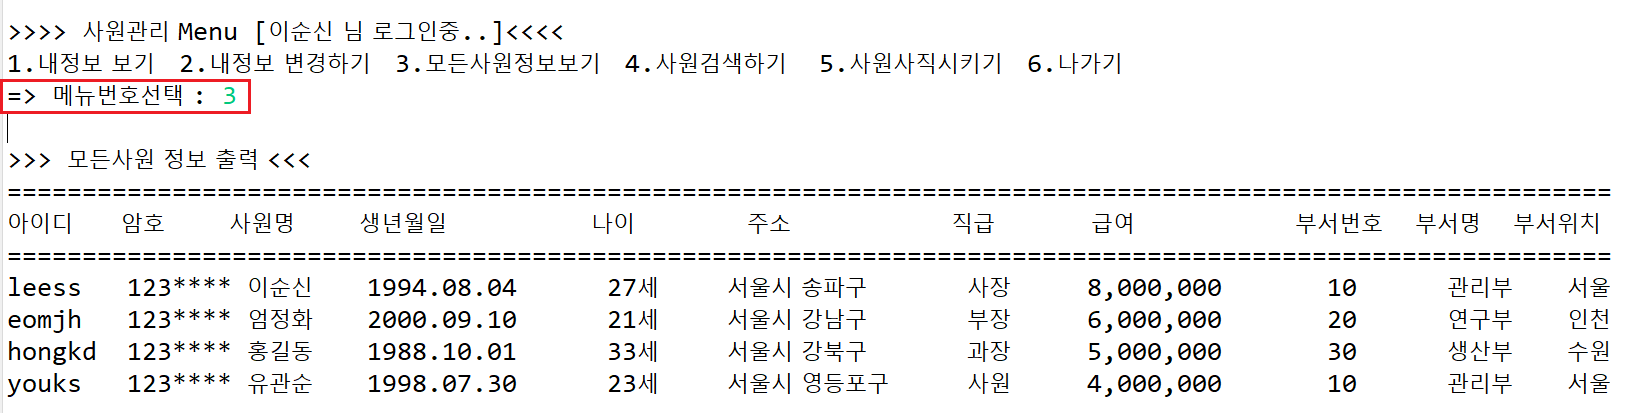 >>>> 사원관리 Menu [이순신 님 로그인중..]<<<<
1.내정보 보기  2.내정보 변경하기  3.모든사원정보보기  4.사원검색하기  5.사원사직시키기  6.나가기
=> 메뉴번호선택 : 3
>>> 모든사원 정보 출력 <<<
===========================================================================================================
아이디  암호  사원명  생년월일  나이  주소  직급  급여  부서번호  부서명  부서위치
===========================================================================================================
leess  123**** 이순신  1994.08.04  27세  서울시 송파구  사장  8,000,000  10  관리부  서울
eomjh  123**** 엄정화  2000.09.10  21세  서울시 강남구  부장  6,000,000  20  연구부  인천
hongkd  123**** 홍길동  1988.10.01  33세  서울시 강북구  과장  5,000,000  30  생산부  수원
youks  123**** 유관순  1998.07.30  23세  서울시 영등포구  사원  4,000,000  10  관리부  서울